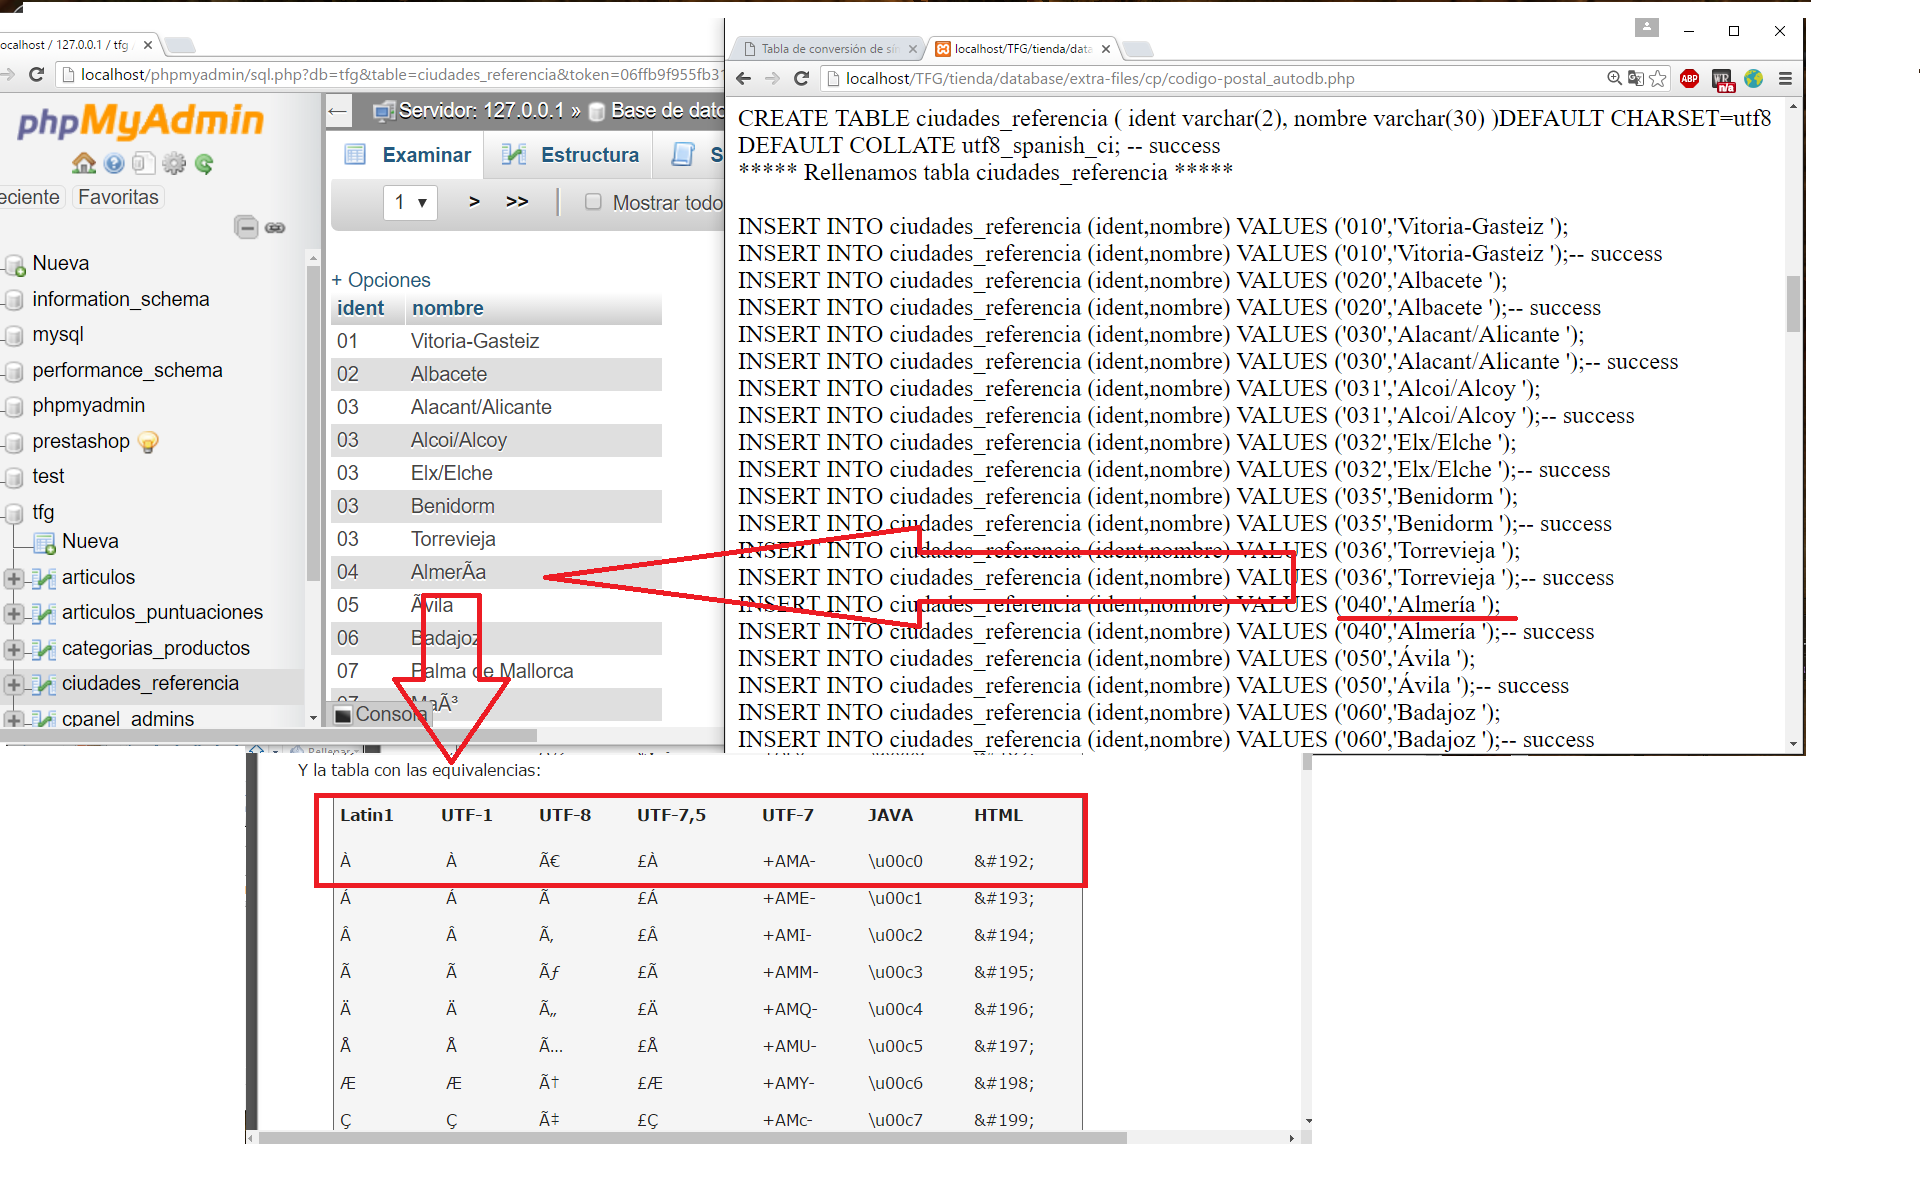 ocalhost / 127.0.0.1 / tfg
localhost/phpmyadmin/sql.php?db=tfg&table=ciudades_referencia&token=06ffb9f955fb31
phpMyAdmin
eciente
Favoritas
Nueva
information_schema
mysql
performance_schema
phpmyadmin
prestashop
test
tfg
Nueva
articulos
articulos_puntuaciones
categorias_productos
ciudades_referencia
cpanel_admins
Servidor: 127.0.0.1 » Base de dato
Examinar
Estructura
S
1
>
>>
Mostrar todo
+ Opciones
ident nombre
01 Vitoria-Gasteiz
02 Albacete
03 Alacant/Alicante
03 Alcoi/Alcoy
03 Elx/Elche
03 Benidorm
03 Torrevieja
04 AlmerÃa
05 Ãvila
06 Badajoz
07 Palma de Mallorca
07 MaÃ³
Consola
Tabla de conversión de sím
localhost/TFG/tienda/data
localhost/TFG/tienda/database/extra-files/cp/codigo-postal_autodb.php
ABP
WR
n/a
CREATE TABLE ciudades_referencia ( ident varchar(2), nombre varchar(30) )DEFAULT CHARSET=utf8
DEFAULT COLLATE utf8_spanish_ci; -- success
***** Rellenamos tabla ciudades_referencia *****
INSERT INTO ciudades_referencia (ident,nombre) VALUES ('010','Vitoria-Gasteiz ');
INSERT INTO ciudades_referencia (ident,nombre) VALUES ('010','Vitoria-Gasteiz ');-- success
INSERT INTO ciudades_referencia (ident,nombre) VALUES ('020','Albacete ');
INSERT INTO ciudades_referencia (ident,nombre) VALUES ('020','Albacete ');-- success
INSERT INTO ciudades_referencia (ident,nombre) VALUES ('030','Alacant/Alicante ');
INSERT INTO ciudades_referencia (ident,nombre) VALUES ('030','Alacant/Alicante ');-- success
INSERT INTO ciudades_referencia (ident,nombre) VALUES ('031','Alcoi/Alcoy ');
INSERT INTO ciudades_referencia (ident,nombre) VALUES ('031','Alcoi/Alcoy ');-- success
INSERT INTO ciudades_referencia (ident,nombre) VALUES ('032','Elx/Elche ');
INSERT INTO ciudades_referencia (ident,nombre) VALUES ('032','Elx/Elche ');-- success
INSERT INTO ciudades_referencia (ident,nombre) VALUES ('035','Benidorm ');
INSERT INTO ciudades_referencia (ident,nombre) VALUES ('035','Benidorm ');-- success
INSERT INTO ciudades_referencia (ident,nombre) VALUES ('036','Torrevieja ');
INSERT INTO ciudades_referencia (ident,nombre) VALUES ('036','Torrevieja ');-- success
INSERT INTO ciudades_referencia (ident,nombre) VALUES ('040','Almería ');
INSERT INTO ciudades_referencia (ident,nombre) VALUES ('040','Almería ');-- success
INSERT INTO ciudades_referencia (ident,nombre) VALUES ('050','Ávila ');
INSERT INTO ciudades_referencia (ident,nombre) VALUES ('050','Ávila ');-- success
INSERT INTO ciudades_referencia (ident,nombre) VALUES ('060','Badajoz ');
INSERT INTO ciudades_referencia (ident,nombre) VALUES ('060','Badajoz ');-- success
Y la tabla con las equivalencias:
Latin1 UTF-1 UTF-8 UTF-7,5 UTF-7 JAVA HTML
À À Ã€ £À +AMA- \u00c0 &#192;
Á Á Ã £Á +AME- \u00c1 &#193;
Â Â Ã‚ £Â +AMI- \u00c2 &#194;
Ã Ã Ãƒ £Ã +AMM- \u00c3 &#195;
Ä Ä Ã„ £Ä +AMQ- \u00c4 &#196;
Å Å Ã… £Å +AMU- \u00c5 &#197;
Æ Æ Ã† £Æ +AMY- \u00c6 &#198;
Ç Ç Ã‡ £Ç +AMc- \u00c7 &#199;